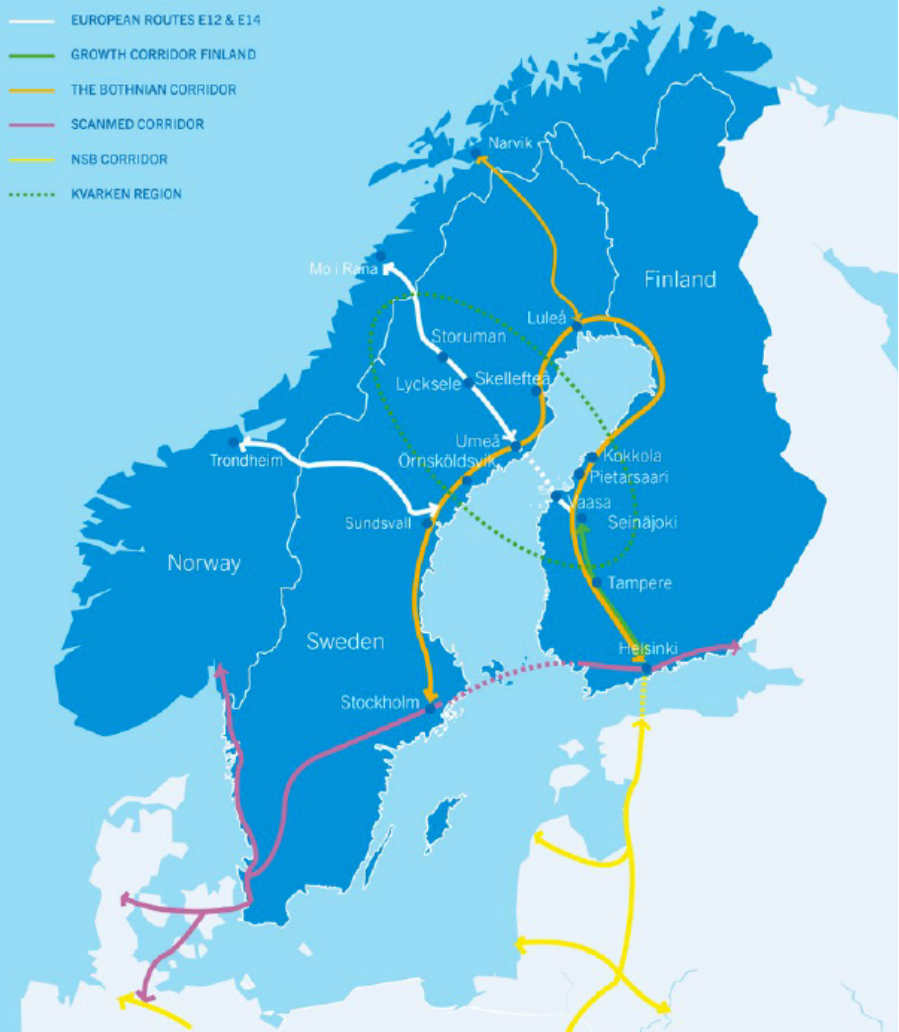 EUROPEAN ROUTES E12 & E14
GROWTH CORRIDOR FINLAND
THE BOTHNIAN CORRIDOR
SCANMED CORRIDOR
NSB CORRIDOR
KVARKEN REGION
Narvik
Mo i Rana
Finland
Luleå
Storuman
Lycksele
Skellefteå
Umeå
Örnsköldsvik
Trondheim
Kokkola
Pietarsaari
Vaasa
Seinäjoki
Sundsvall
Norway
Tampere
Sweden
Helsinki
Stockholm